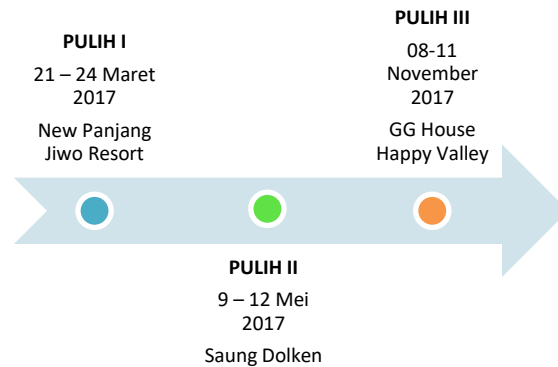 PULIH I
21 – 24 Maret
2017
New Panjang
Jiwo Resort
PULIH II
9 – 12 Mei
2017
Saung Dolken
PULIH III
08-11
November
2017
GG House
Happy Valley